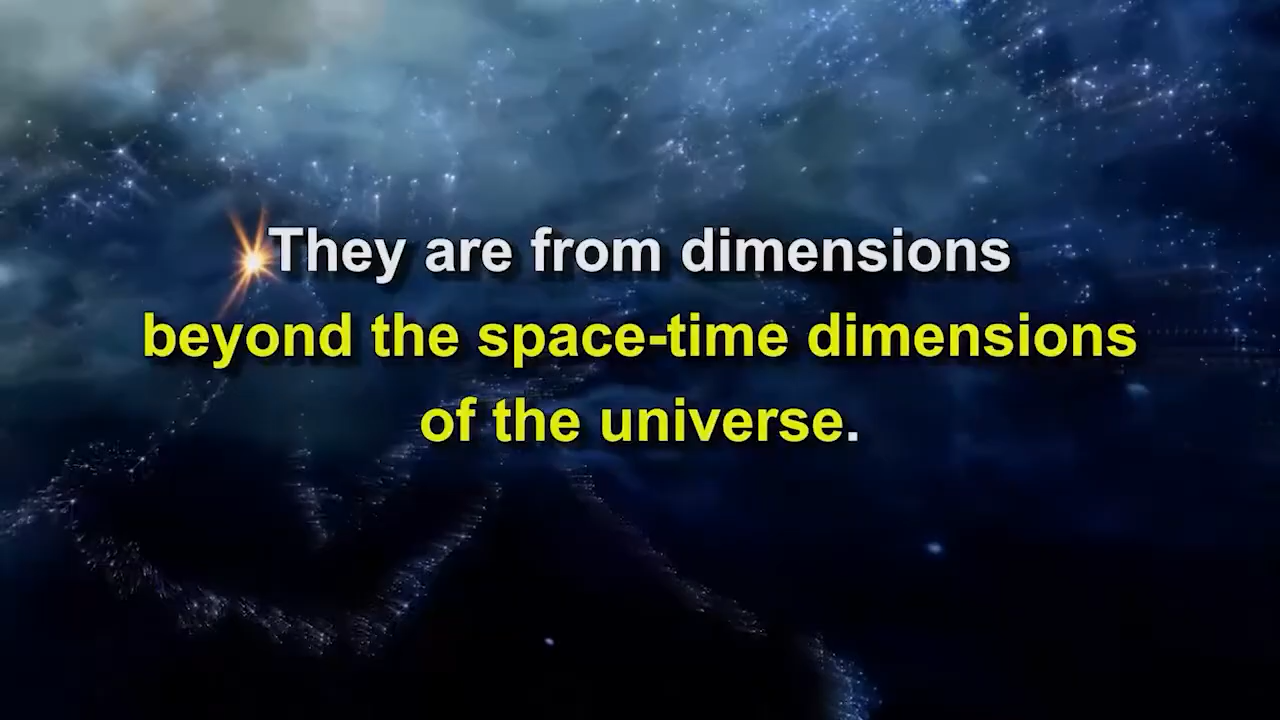 They are from dimensions
beyond the space-time dimensions
of the universe.